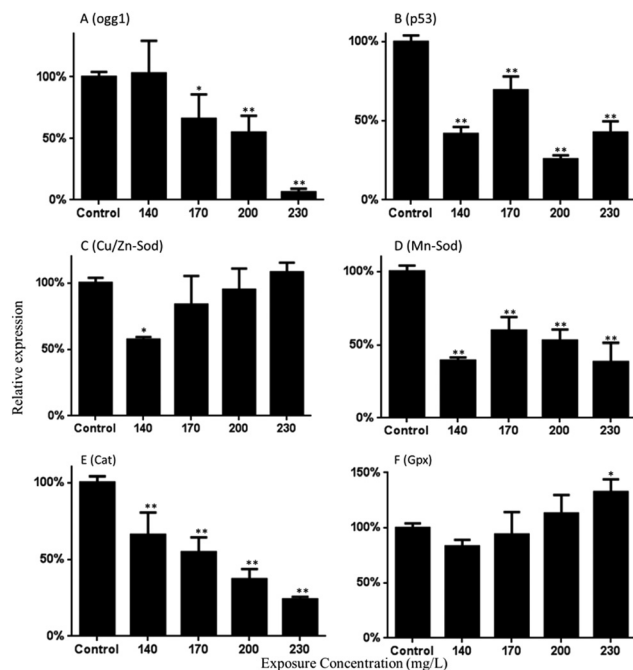 A (ogg1)
100%
50%
0%
*
**
**
Control 140 170 200 230
B (p53)
100%
50%
0%
**
**
**
**
Control 140 170 200 230
C (Cu/Zn-Sod)
100%
50%
0%
*
Control 140 170 200 230
D (Mn-Sod)
100%
50%
0%
**
**
**
**
Control 140 170 200 230
Relative expression
E (Cat)
100%
50%
0%
**
**
**
**
Control 140 170 200 230
F (Gpx)
150%
100%
50%
0%
*
Control 140 170 200 230
Exposure Concentration (mg/L)